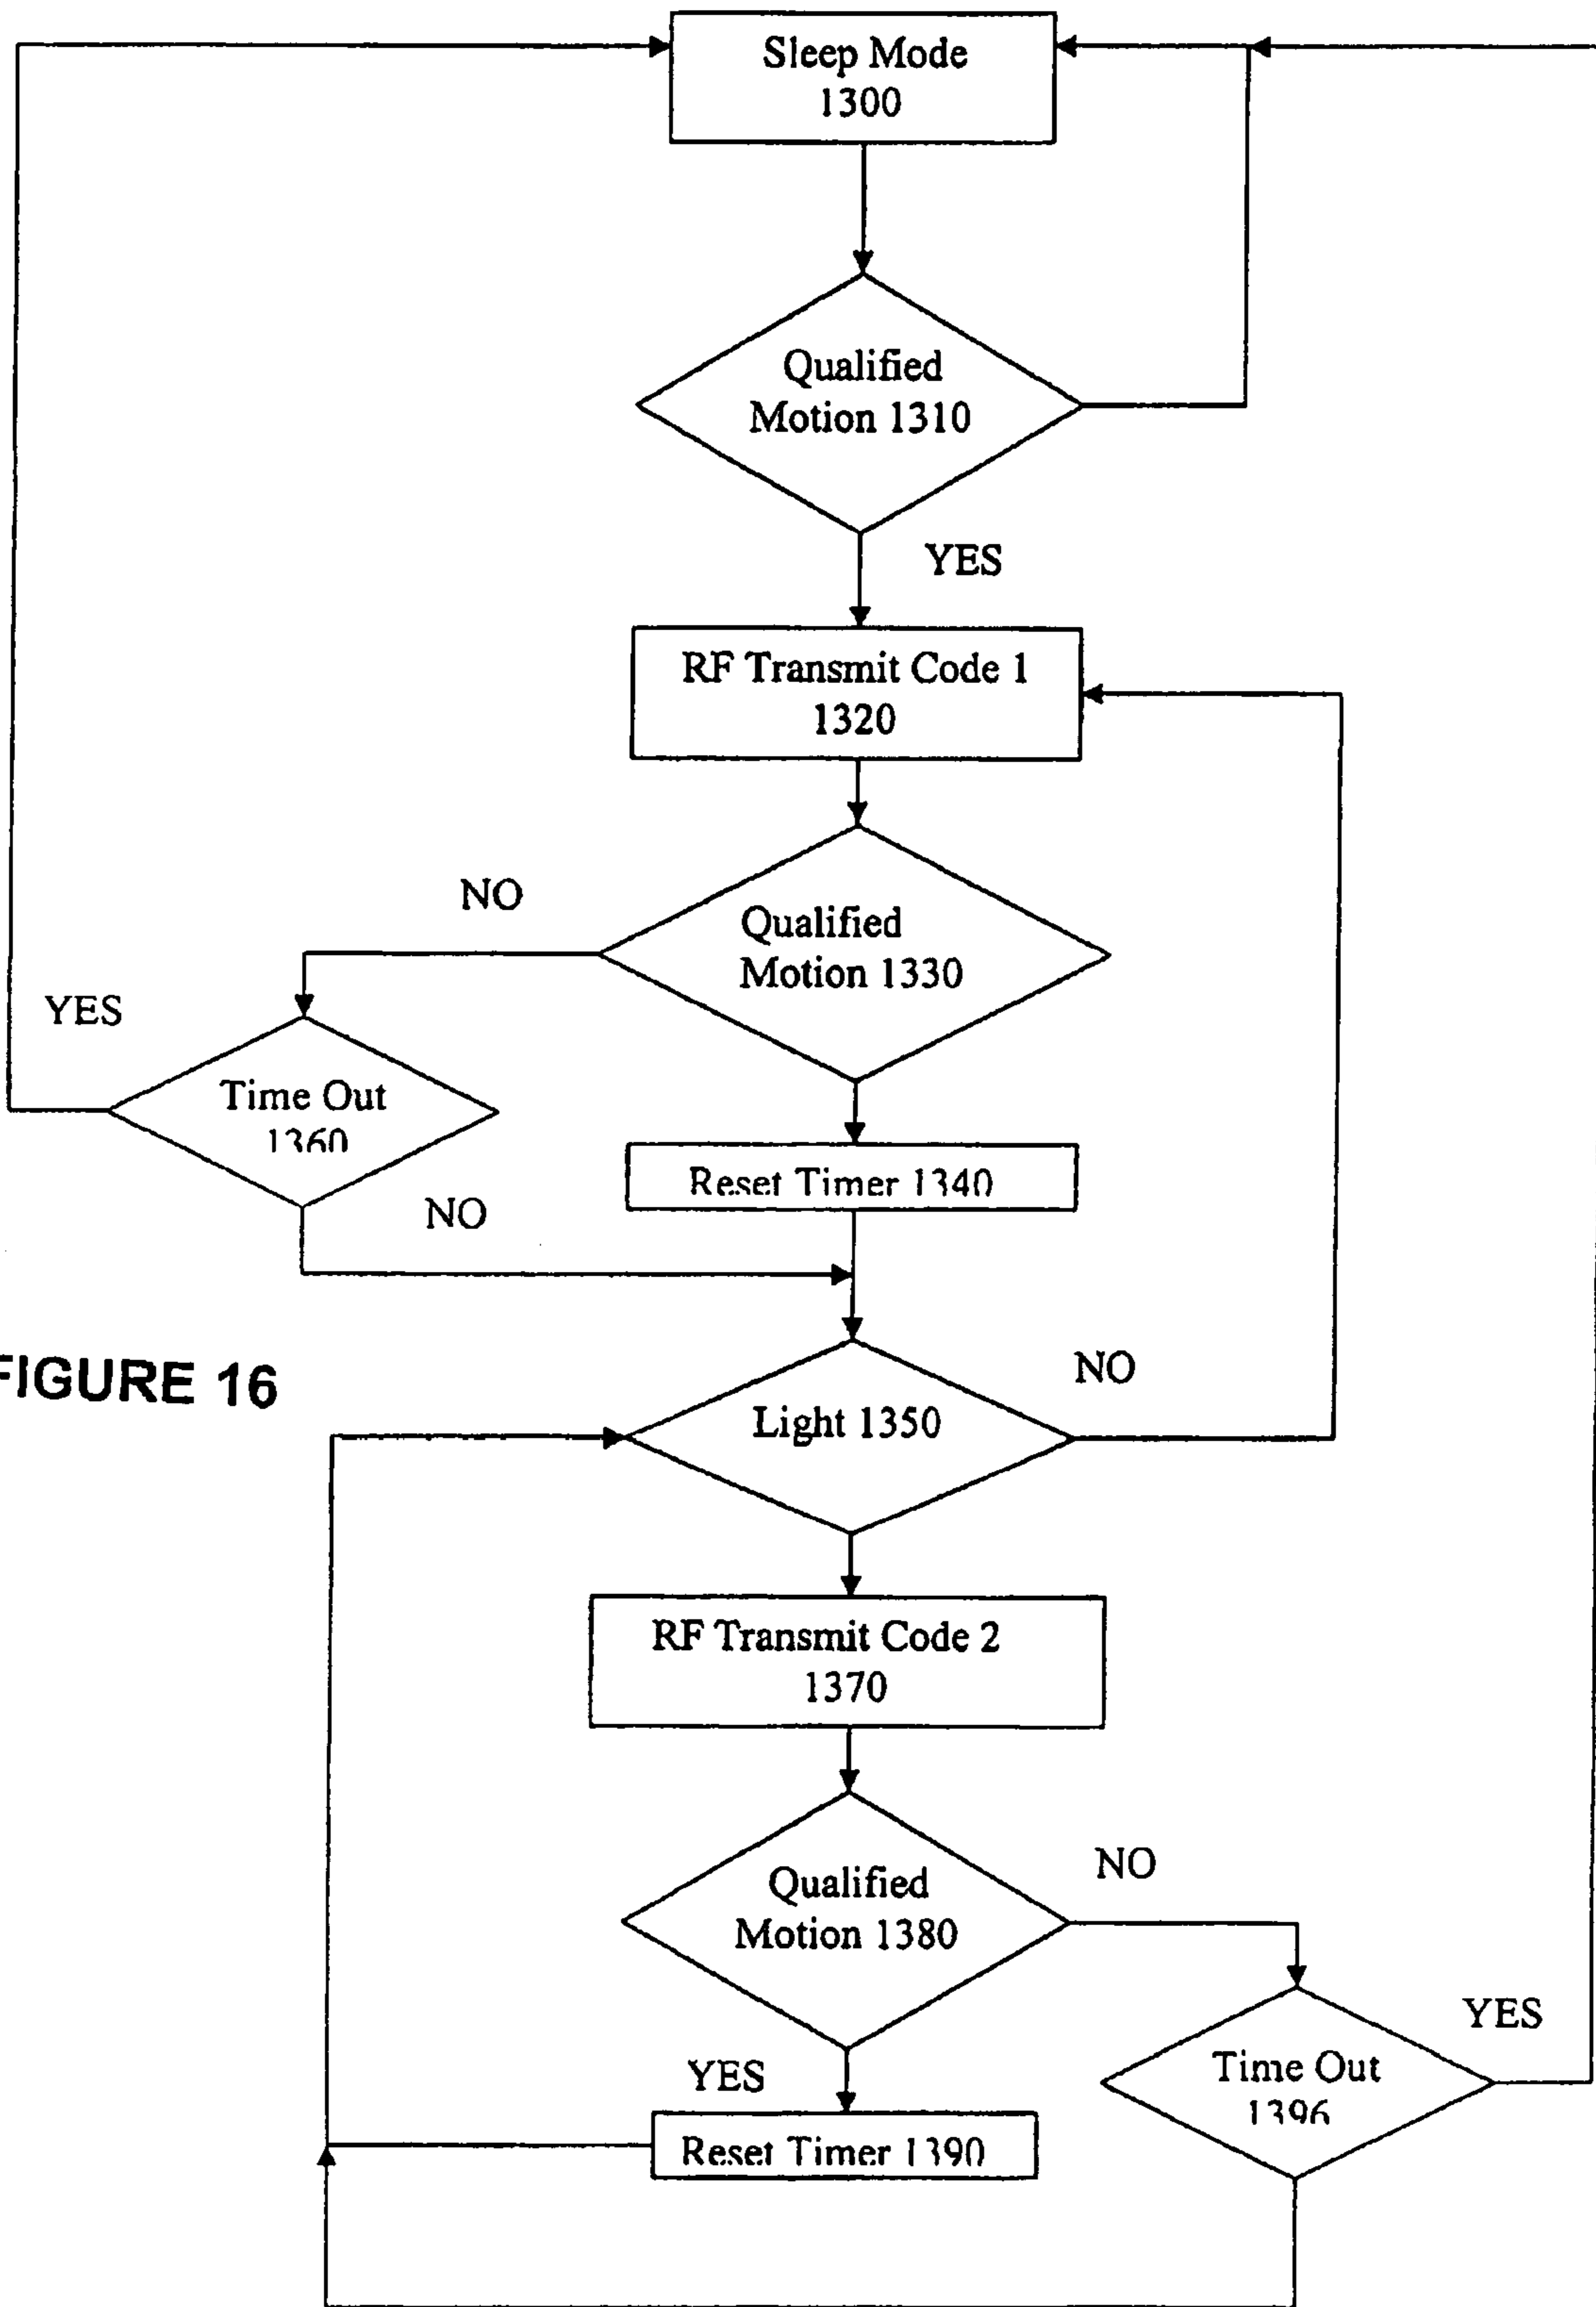 Sleep Mode
1300
Qualified
Motion 1310
YES
RF Transmit Code 1
1320
NO
Qualified
Motion 1330
YES
Time Out
1360
Reset Timer 1340
NO
FIGURE 16
NO
Light 1350
RF Transmit Code 2
1370
NO
Qualified
Motion 1380
YES
YES
Time Out
1396
Reset Timer 1390